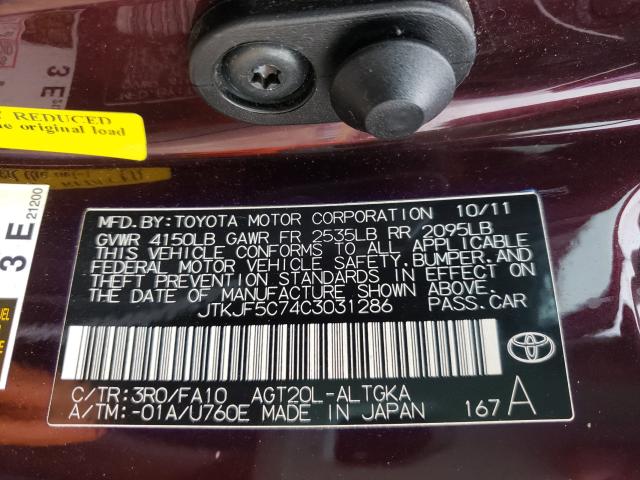 REDUCED
original load
3 E
21200
MFD.BY:TOYOTA MOTOR CORPORATION 10/11
GVWR 4150LB GAWR FR 2535LB RR 2095LB
THIS VEHICLE CONFORMS TO ALL APPLICABLE
FEDERAL MOTOR VEHICLE SAFETY,BUMPER,AND
THEFT PREVENTION STANDARDS IN EFFECT ON
THE DATE OF MANUFACTURE SHOWN ABOVE.
JTKJF5C74C3031286 PASS.CAR
C/TR:3R0/FA10 AGT20L-ALTGKA
A/TM:-01A/U760E MADE IN JAPAN 167 A